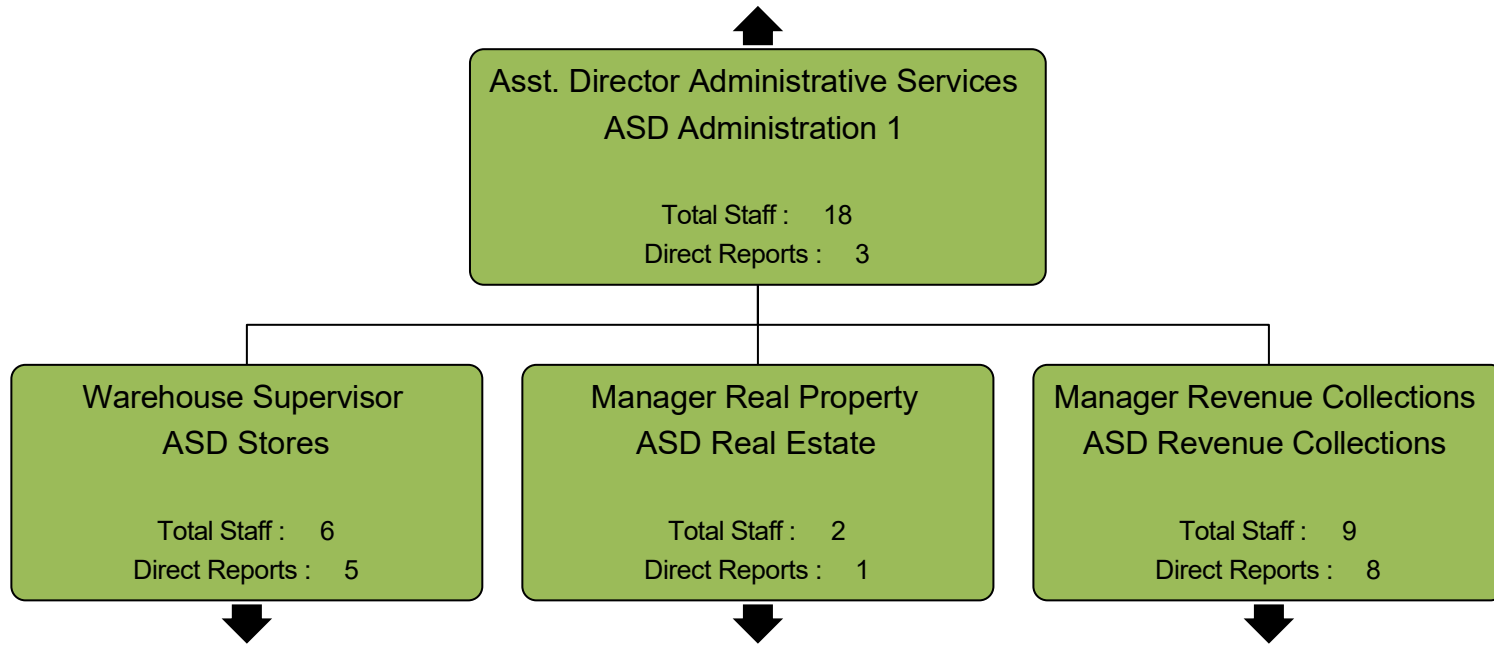 Asst. Director Administrative Services
ASD Administration 1
Total Staff : 18
Direct Reports : 3
Warehouse Supervisor
ASD Stores
Total Staff : 6
Direct Reports : 5
Manager Real Property
ASD Real Estate
Total Staff : 2
Direct Reports : 1
Manager Revenue Collections
ASD Revenue Collections
Total Staff : 9
Direct Reports : 8